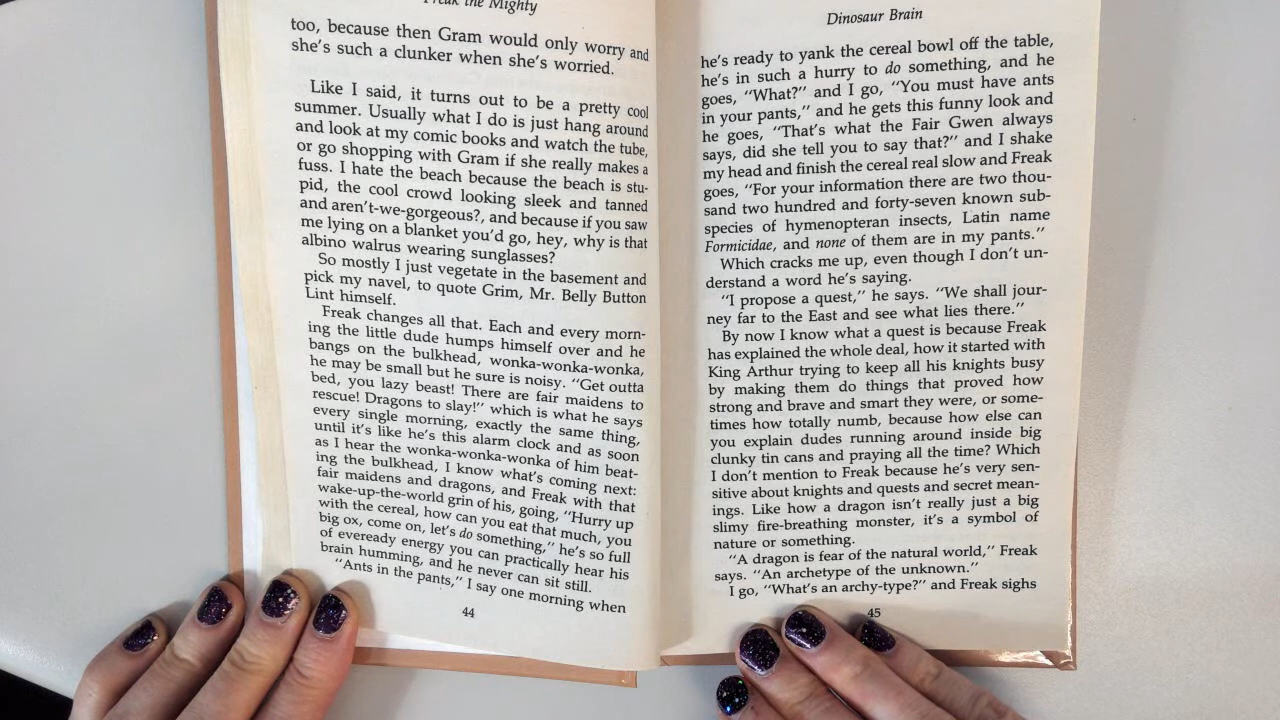 Freak the Mighty
too, because then Gram would only worry and
she's such a clunker when she's worried.
Like I said, it turns out to be a pretty cool
summer. Usually what I do is just hang around
and look at my comic books and watch the tube,
or go shopping with Gram if she really makes a
fuss. I hate the beach because the beach is stu-
pid, the cool crowd looking sleek and tanned
and aren't-we-gorgeous?, and because if you saw
me lying on a blanket you'd go, hey, why is that
albino walrus wearing sunglasses?
So mostly I just vegetate in the basement and
pick my navel, to quote Grim, Mr. Belly Button
Lint himself.
Freak changes all that. Each and every morn-
ing the little dude humps himself over and he
bangs on the bulkhead, wonka-wonka-wonka,
he may be small but he sure is noisy. "Get outta
bed, you lazy beast! There are fair maidens to
rescue! Dragons to slay!" which is what he says
every single morning, exactly the same thing,
until it's like he's this alarm clock and as soon
as I hear the wonka-wonka-wonka of him beat-
ing the bulkhead, I know what's coming next:
fair maidens and dragons, and Freak with that
wake-up-the-world grin of his, going, "Hurry up
with the cereal, how can you eat that much, you
big ox, come on, let's do something," he's so full
of eveready energy you can practically hear his
brain humming, and he never can sit still.
"Ants in the pants," I say one morning when
44
Dinosaur Brain
he's ready to yank the cereal bowl off the table,
he's in such a hurry to do something, and he
goes, "What?" and I go, "You must have ants
in your pants," and he gets this funny look and
he goes, "That's what the Fair Gwen always
says, did she tell you to say that?" and I shake
my head and finish the cereal real slow and Freak
goes, "For your information there are two thou-
sand two hundred and forty-seven known sub-
species of hymenopteran insects, Latin name
Formicidae, and none of them are in my pants."
Which cracks me up, even though I don't un-
derstand a word he's saying.
"I propose a quest," he says. "We shall jour-
ney far to the East and see what lies there."
By now I know what a quest is because Freak
has explained the whole deal, how it started with
King Arthur trying to keep all his knights busy
by making them do things that proved how
strong and brave and smart they were, or some-
times how totally numb, because how else can
you explain dudes running around inside big
clunky tin cans and praying all the time? Which
I don't mention to Freak because he's very sen-
sitive about knights and quests and secret mean-
ings. Like how a dragon isn't really just a big
slimy fire-breathing monster, it's a symbol of
nature or something.
"A dragon is fear of the natural world," Freak
says. "An archetype of the unknown."
I go, "What's an archy-type?" and Freak sighs
45